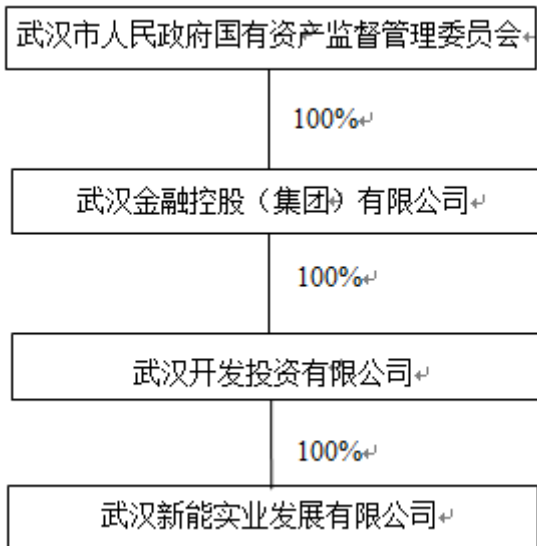 武汉市人民政府国有资产监督管理委员会
100%
武汉金融控股（集团）有限公司
100%
武汉开发投资有限公司
100%
武汉新能实业发展有限公司